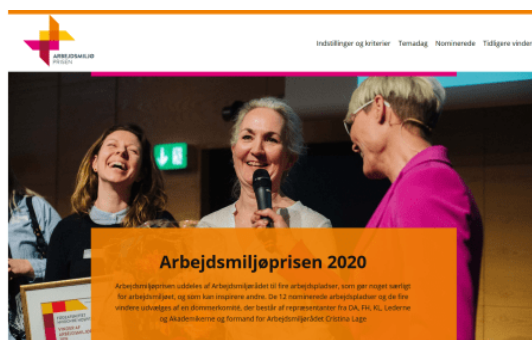 ARBEJDSMILJØ
PRISEN
Indstillinger og kriterier Temadag Nominerede Tidligere vinder
Arbejdsmiljøprisen 2020
Arbejdsmiljøprisen uddeles af Arbejdsmiljørådet til fire arbejdspladser, som gør noget særligt
for arbejdsmiljøet, og som kan inspirere andre. De 12 nominerede arbejdspladser og de fire
vindere udvælges af en dommerkomité, der består af repræsentanter fra DA, FH, KL, Lederne
og Akademikerne og formand for Arbejdsmiljørådet Cristina Lage
VINDER AF